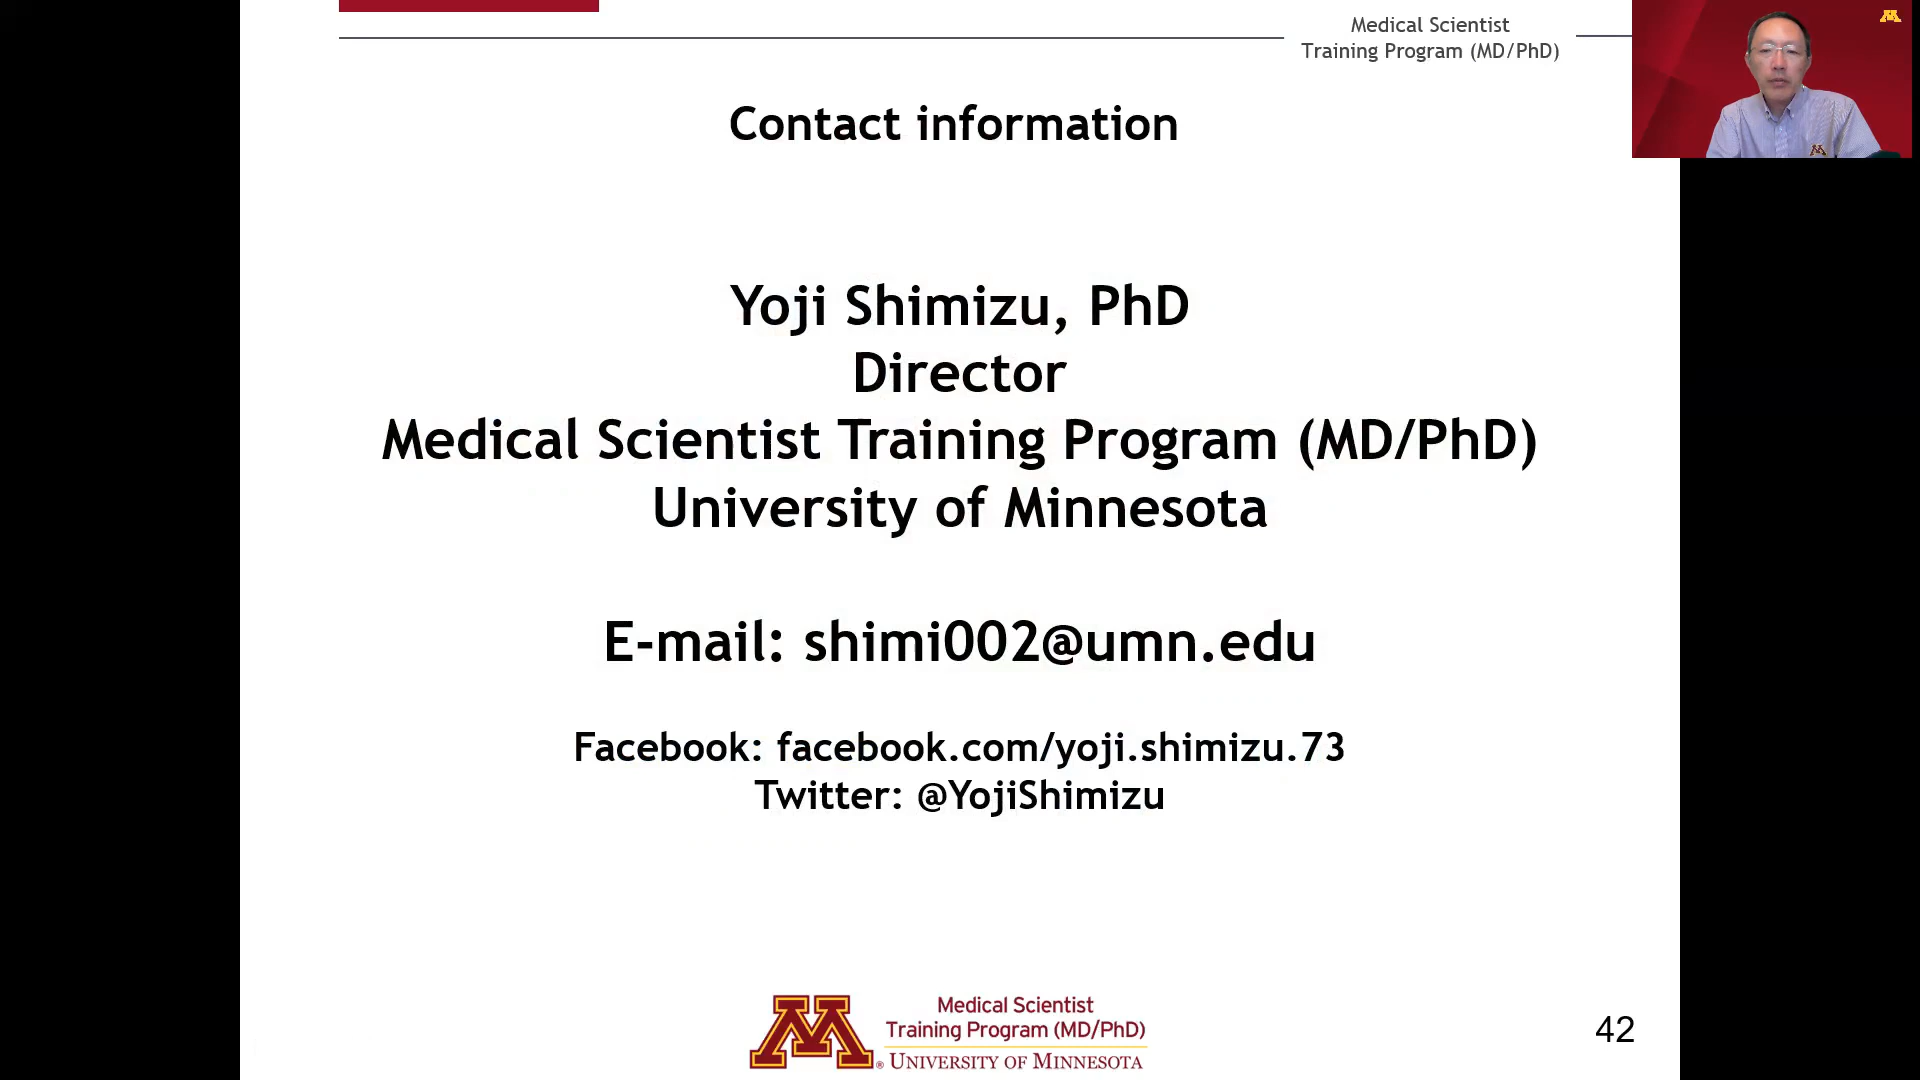 Medical Scientist
Training Program (MD/PhD)
Contact information
Yoji Shimizu, PhD
Director
Medical Scientist Training Program (MD/PhD)
University of Minnesota
E-mail: shimi002@umn.edu
Facebook: facebook.com/yoji.shimizu.73
Twitter: @YojiShimizu
M
M
M®
Medical Scientist
Training Program (MD/PhD)
UNIVERSITY OF MINNESOTA
42